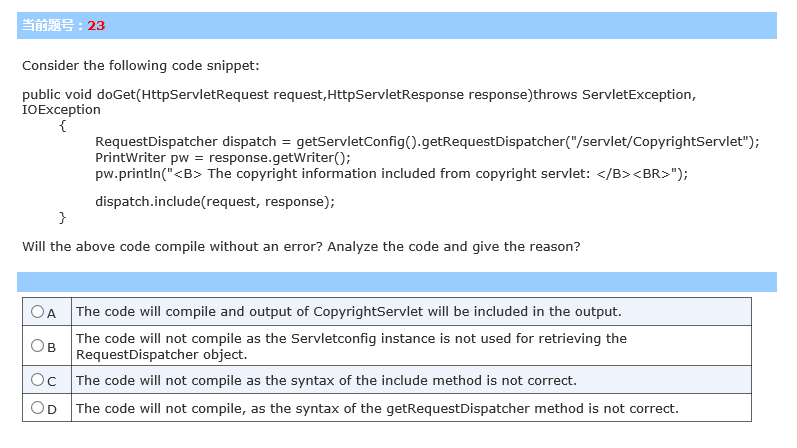 当前题号：23
Consider the following code snippet:
public void doGet(HttpServletRequest request,HttpServletResponse response)throws ServletException,
IOException
{
RequestDispatcher dispatch = getServletConfig().getRequestDispatcher("/servlet/CopyrightServlet");
PrintWriter pw = response.getWriter();
pw.println("<B> The copyright information included from copyright servlet: </B><BR>");
dispatch.include(request, response);
}
Will the above code compile without an error? Analyze the code and give the reason?
A The code will compile and output of CopyrightServlet will be included in the output.
B The code will not compile as the Servletconfig instance is not used for retrieving the
RequestDispatcher object.
C The code will not compile as the syntax of the include method is not correct.
D The code will not compile, as the syntax of the getRequestDispatcher method is not correct.